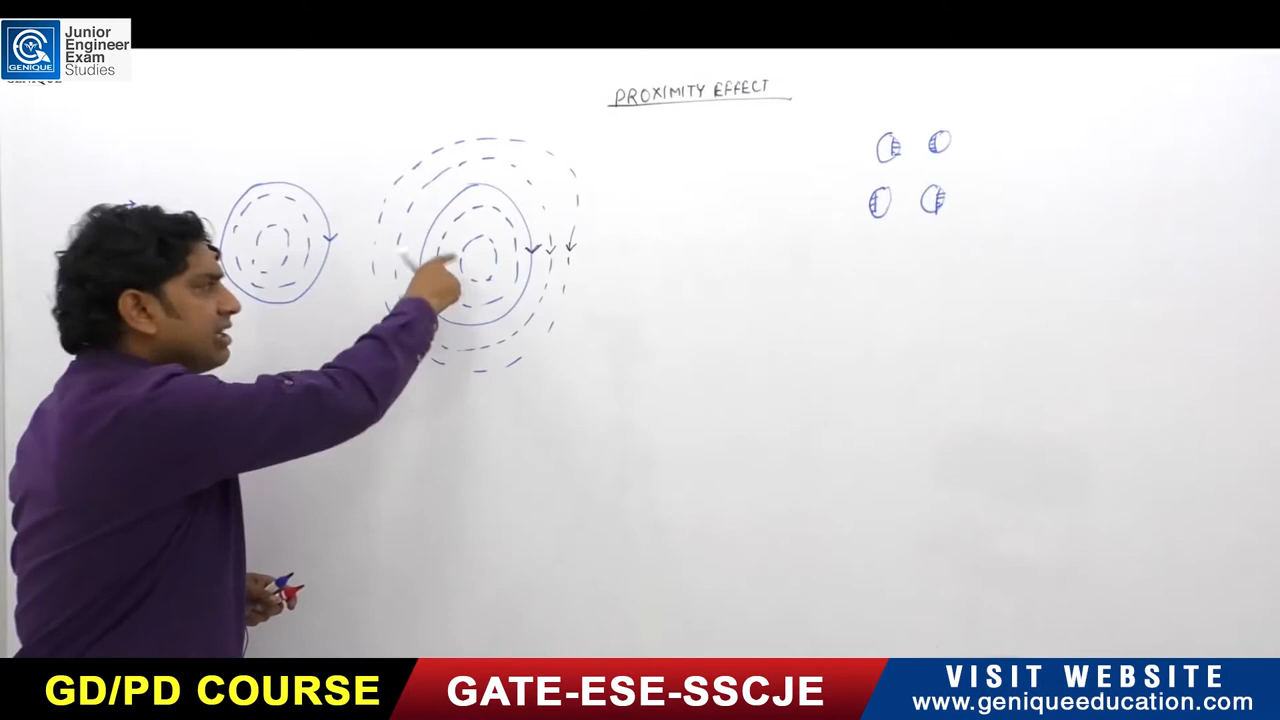 GENIQUE
Junior
Engineer
Exam
Studies
PROXIMITY EFFECT
GD/PD COURSE
GATE-ESE-SSCJE
VISIT WEBSITE
www.geniqueeducation.com